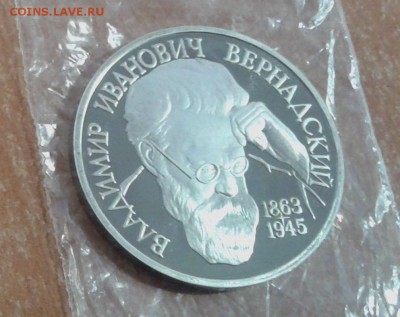 COINS.LAVE.RU
ВЛАДИМИР ИВАНОВИЧ ВЕРНАДСКИЙ
1863
1945